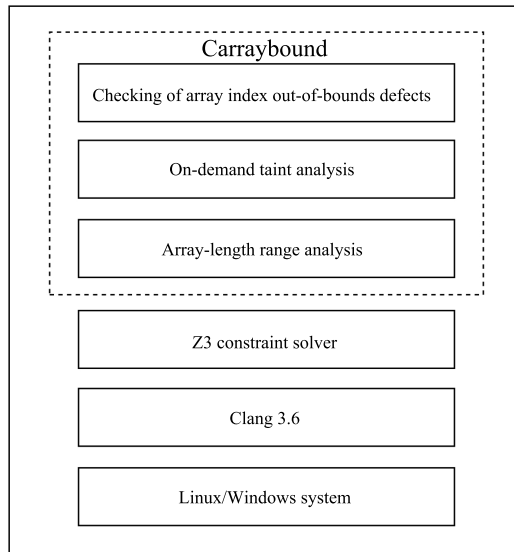 Carraybound
Checking of array index out-of-bounds defects
On-demand taint analysis
Array-length range analysis
Z3 constraint solver
Clang 3.6
Linux/Windows system